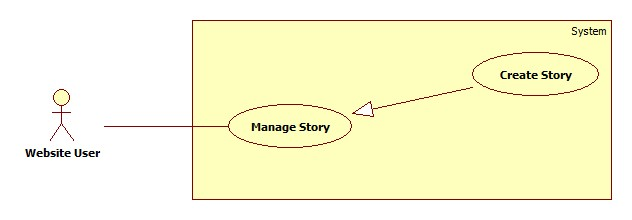 System
Create Story
Manage Story
Website User